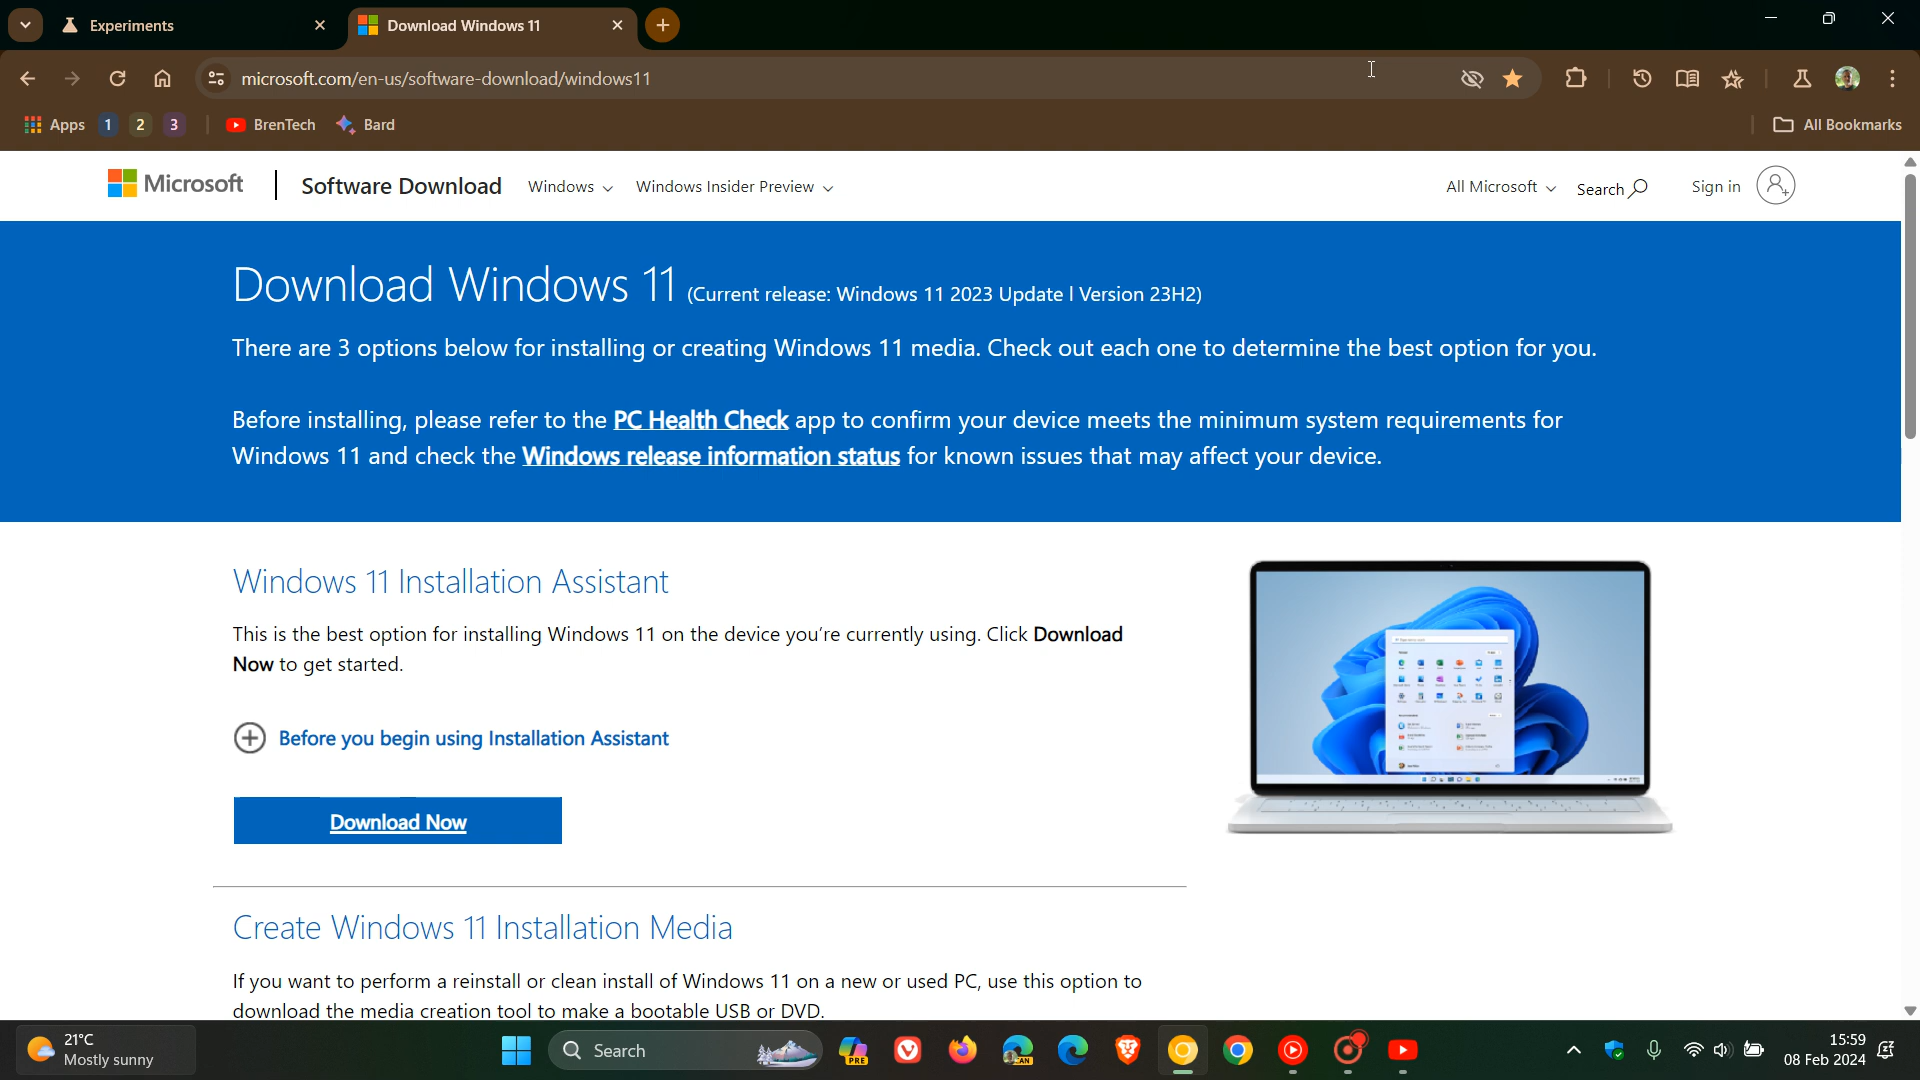 Experiments
Download Windows 11
microsoft.com/en-us/software-download/windows11
Apps 1 2 3 BrenTech Bard All Bookmarks
Microsoft Software Download Windows Windows Insider Preview All Microsoft Search Sign in
Download Windows 11 (Current release: Windows 11 2023 Update l Version 23H2)
There are 3 options below for installing or creating Windows 11 media. Check out each one to determine the best option for you.
Before installing, please refer to the PC Health Check app to confirm your device meets the minimum system requirements for
Windows 11 and check the Windows release information status for known issues that may affect your device.
Windows 11 Installation Assistant
This is the best option for installing Windows 11 on the device you're currently using. Click Download
Now to get started.
Before you begin using Installation Assistant
Download Now
Create Windows 11 Installation Media
If you want to perform a reinstall or clean install of Windows 11 on a new or used PC, use this option to
download the media creation tool to make a bootable USB or DVD.
21°C
Mostly sunny
Search
PRE
CAN
15:59
08 Feb 2024